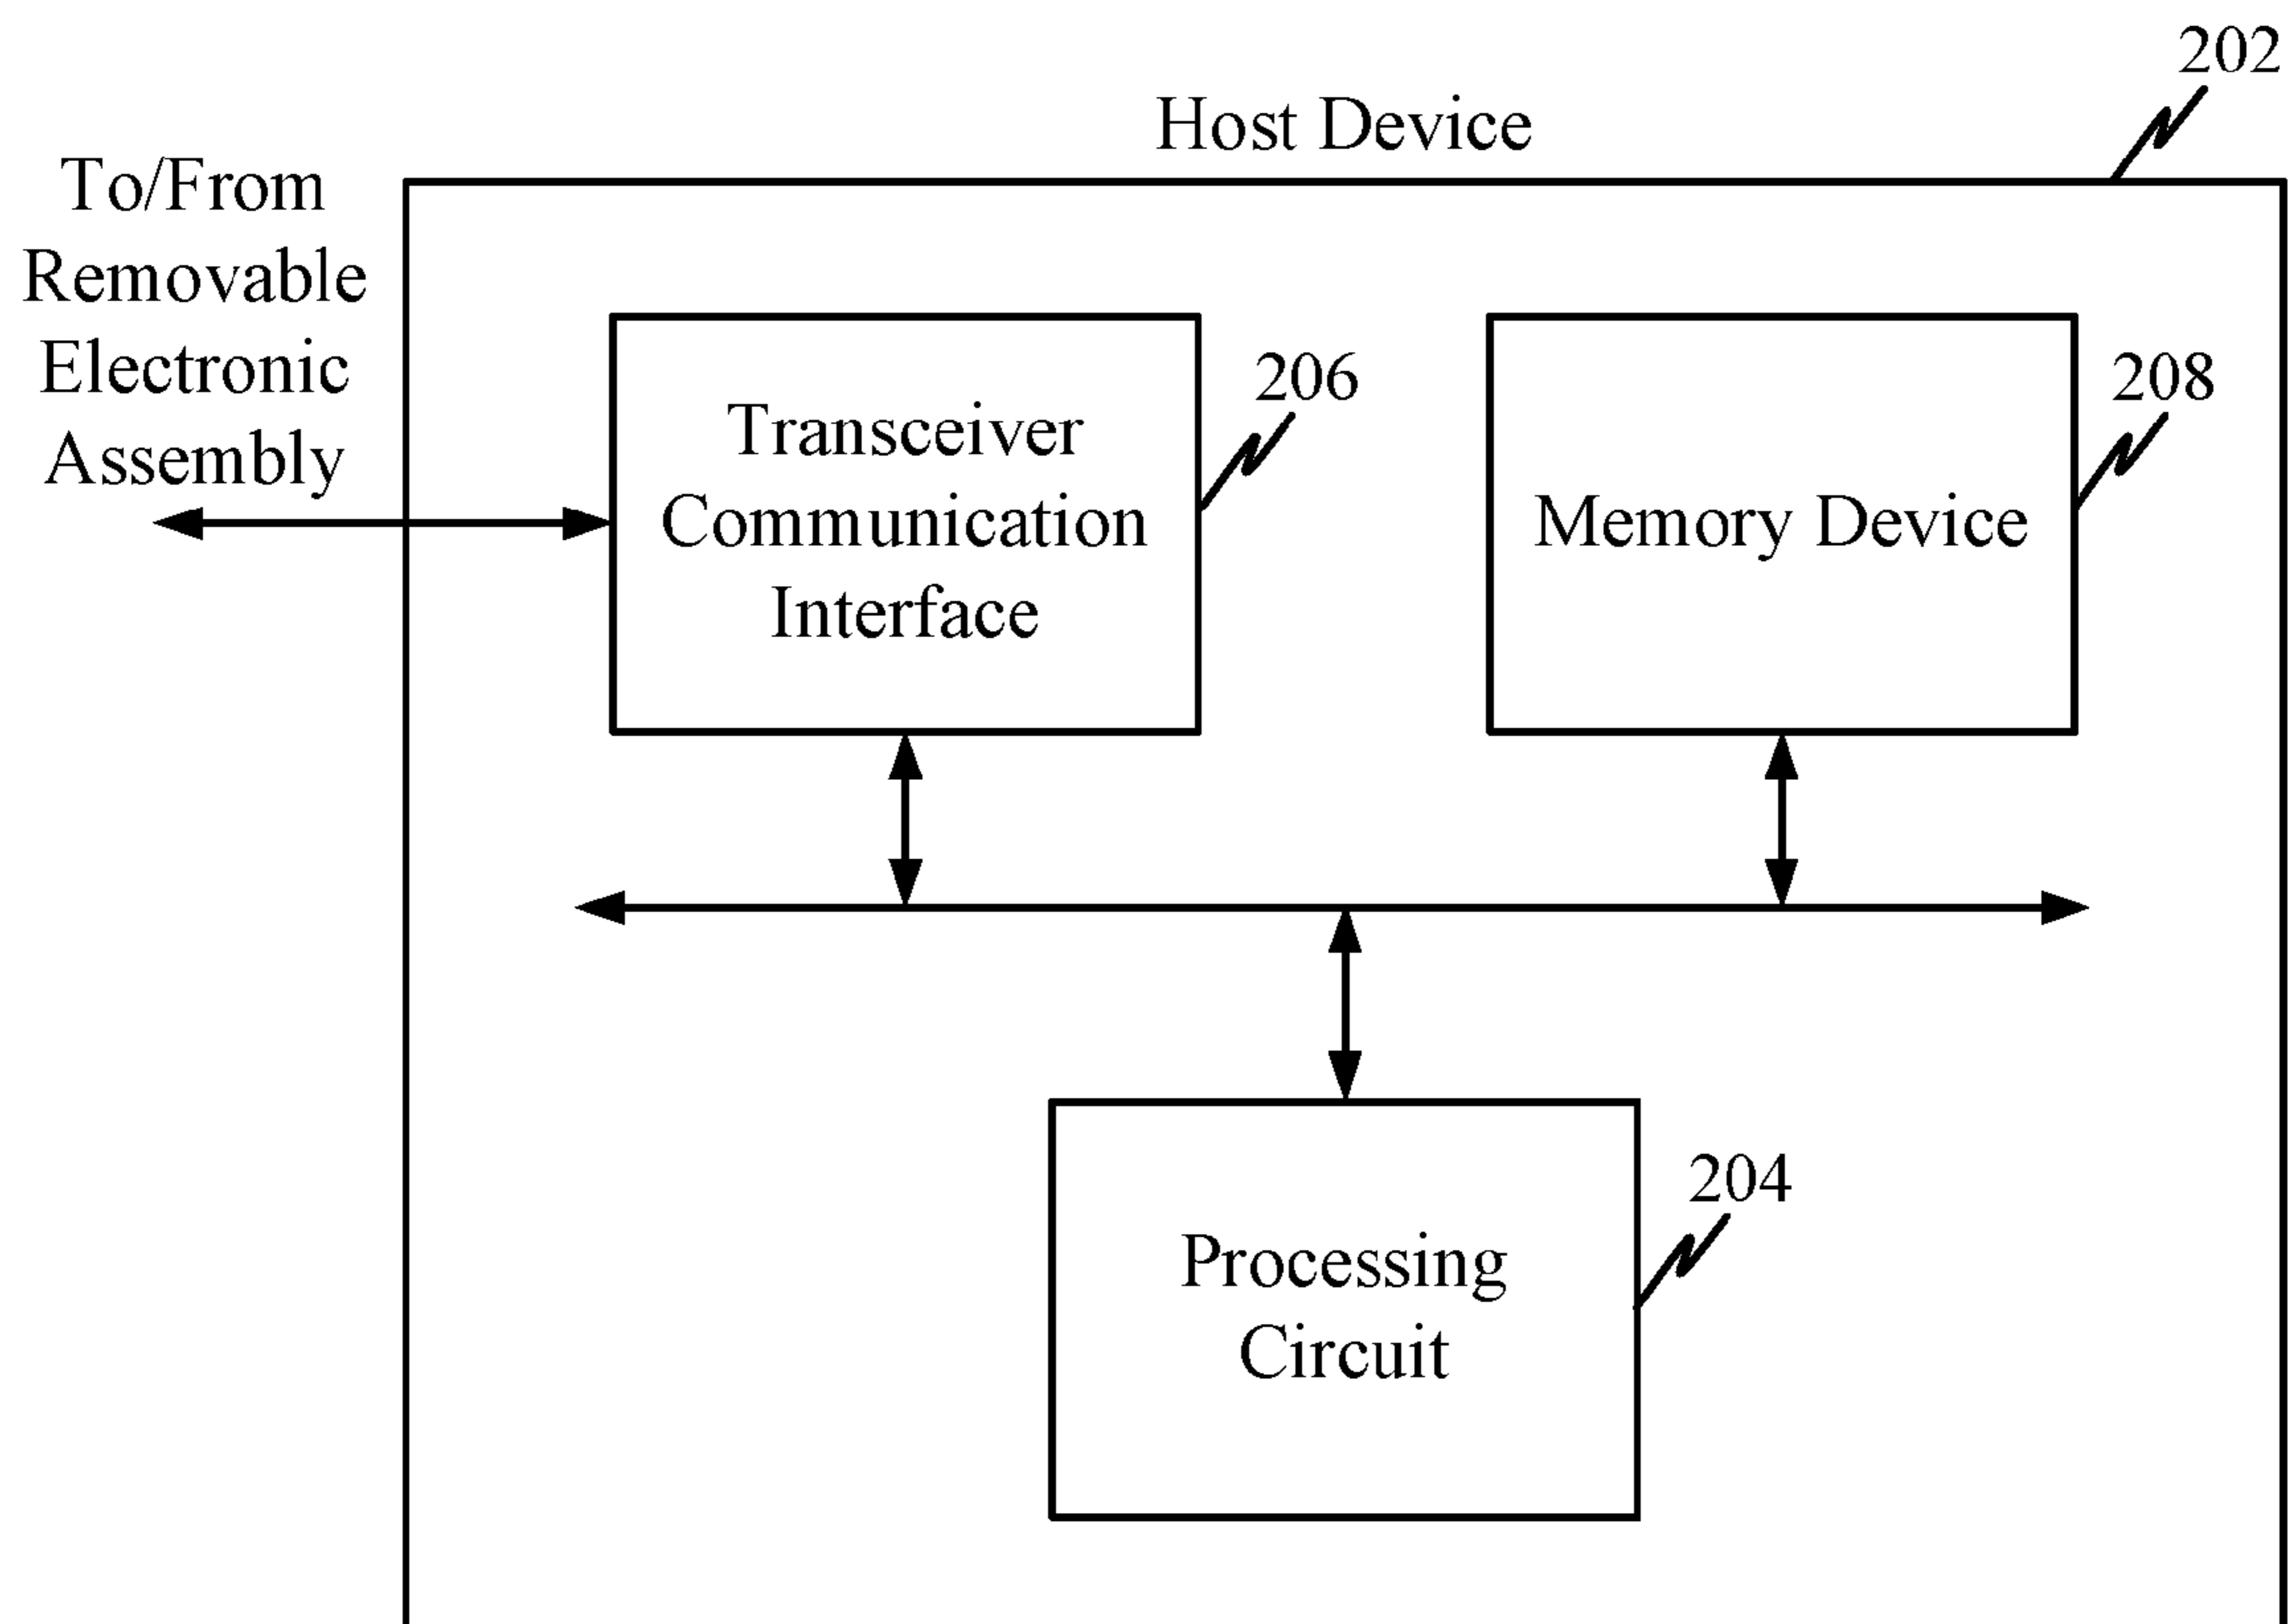 202
Host Device
To/From
Removable
Electronic
Assembly
206
Transceiver
Communication
Interface
208
Memory Device
204
Processing
Circuit